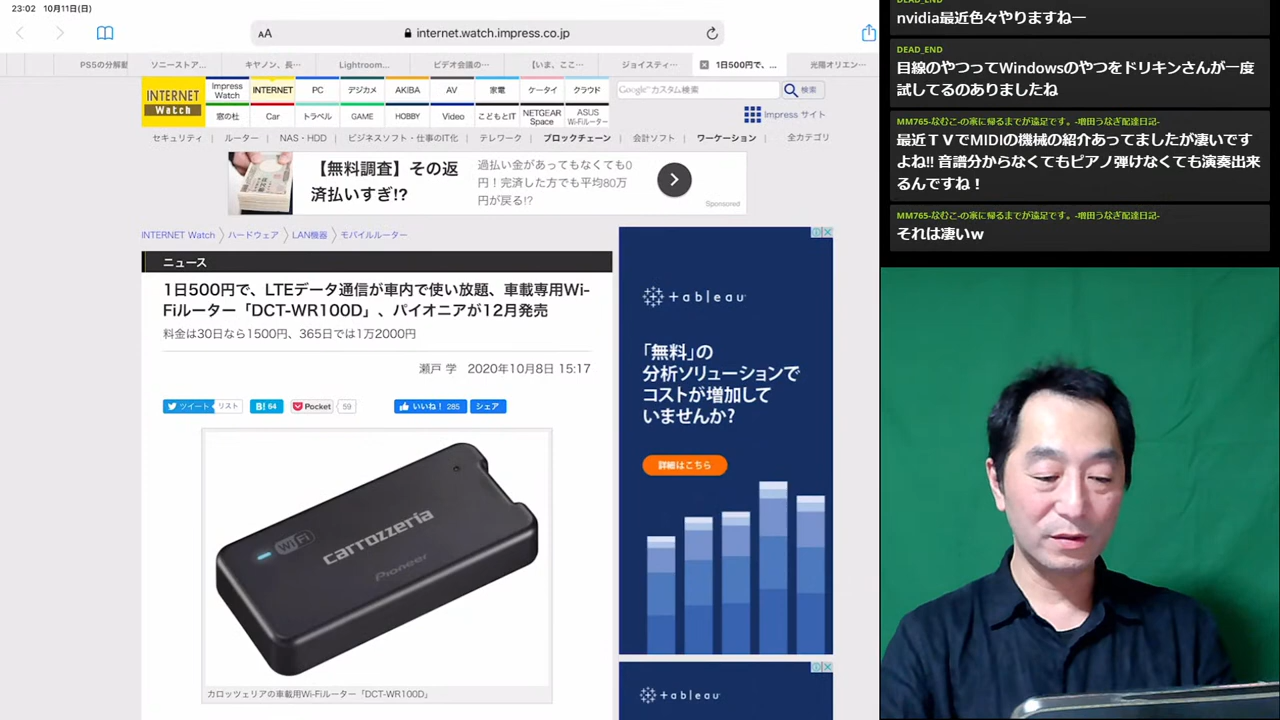 23:02 10月11日(日)
AA internet.watch.impress.co.jp
PS5の分解動 ソニーストア… キヤノン、長… Lightroom… ビデオ会議の… 【いま、ここ… ジョイスティ… 1日500円で、… 光陽オリエン…
INTERNET Watch
Impress Watch INTERNET PC デジカメ AKIBA AV 家電 ケータイ クラウド
窓の杜 Car トラベル GAME HOBBY Video こどもIT NETGEAR Space ASUS Wi-Fiルーター
Google カスタム検索 検索
Impress サイト
セキュリティ ルーター NAS・HDD ビジネスソフト・仕事のIT化 テレワーク ブロックチェーン 会計ソフト ワーケーション 全カテゴリ
【無料調査】その返済払いすぎ!?
過払い金があってもなくても0
円！完済した方でも平均80万
円が戻る!?
Sponsored
INTERNET Watch 〉 ハードウェア 〉 LAN機器 〉 モバイルルーター
ニュース
1日500円で、LTEデータ通信が車内で使い放題、車載専用Wi-
Fiルーター「DCT-WR100D」、パイオニアが12月発売
料金は30日なら1500円、365日では1万2000円
瀬戸 学 2020年10月8日 15:17
ツイート リスト B! 64 Pocket 59 いいね！ 285 シェア
WiFi
carrozzeria
Pioneer
カロッツェリアの車載用Wi-Fiルーター「DCT-WR100D」
+ableau
「無料」の
分析ソリューションで
コストが増加して
いませんか?
詳細はこちら
+ableau
DEAD_END
nvidia最近色々やりますねー
DEAD_END
目線のやつってWindowsのやつをドリキンさんが一度
試してるのありましたね
MM765-なむこ-の家に帰るまでが遠足です。-増田うなぎ配達日記-
最近ＴＶでMIDIの機械の紹介あってましたが凄いです
よね!! 音譜分からなくてもピアノ弾けなくても演奏出来
るんですね！
MM765-なむこ-の家に帰るまでが遠足です。-増田うなぎ配達日記-
それは凄いｗ